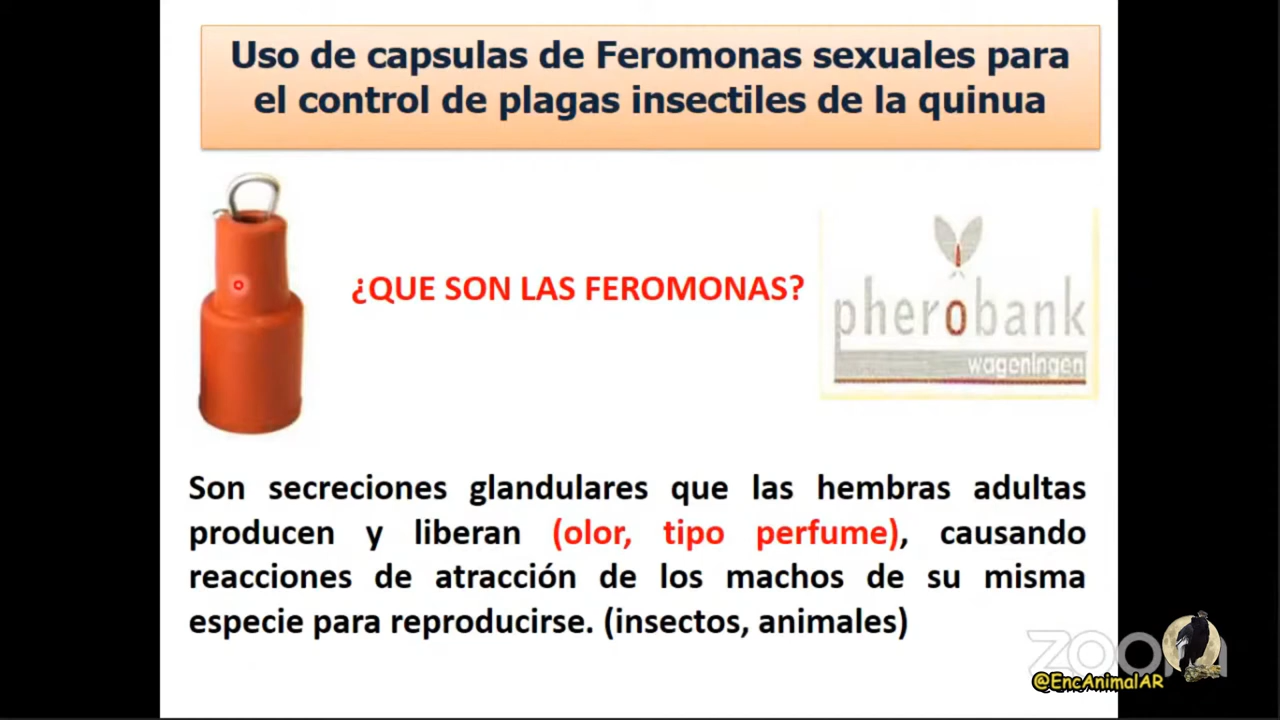 Uso de capsulas de Feromonas sexuales para
el control de plagas insectiles de la quinua
¿QUE SON LAS FEROMONAS?
pherobank
wageningen
Son secreciones glandulares que las hembras adultas
producen y liberan (olor, tipo perfume), causando
reacciones de atracción de los machos de su misma
especie para reproducirse. (insectos, animales)
zoom
@EncAnimalAR